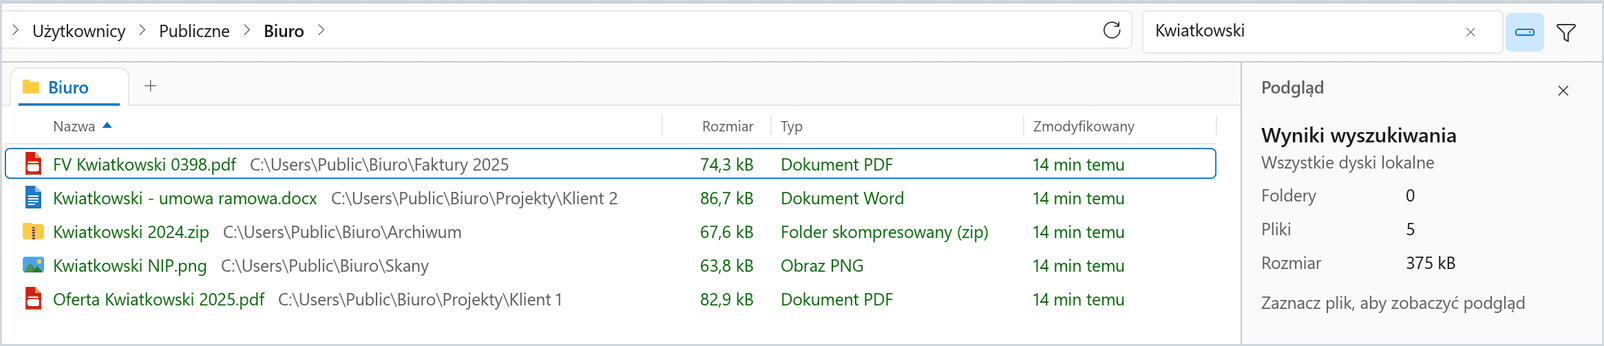 Użytkownicy > Publiczne > Biuro >
Kwiatkowski
Biuro
Podgląd
Nazwa Rozmiar Typ Zmodyfikowany
FV Kwiatkowski 0398.pdf C:\Users\Public\Biuro\Faktury 2025 74,3 kB Dokument PDF 14 min temu
Kwiatkowski - umowa ramowa.docx C:\Users\Public\Biuro\Projekty\Klient 2 86,7 kB Dokument Word 14 min temu
Kwiatkowski 2024.zip C:\Users\Public\Biuro\Archiwum 67,6 kB Folder skompresowany (zip) 14 min temu
Kwiatkowski NIP.png C:\Users\Public\Biuro\Skany 63,8 kB Obraz PNG 14 min temu
Oferta Kwiatkowski 2025.pdf C:\Users\Public\Biuro\Projekty\Klient 1 82,9 kB Dokument PDF 14 min temu
Wyniki wyszukiwania
Wszystkie dyski lokalne
Foldery 0
Pliki 5
Rozmiar 375 kB
Zaznacz plik, aby zobaczyć podgląd